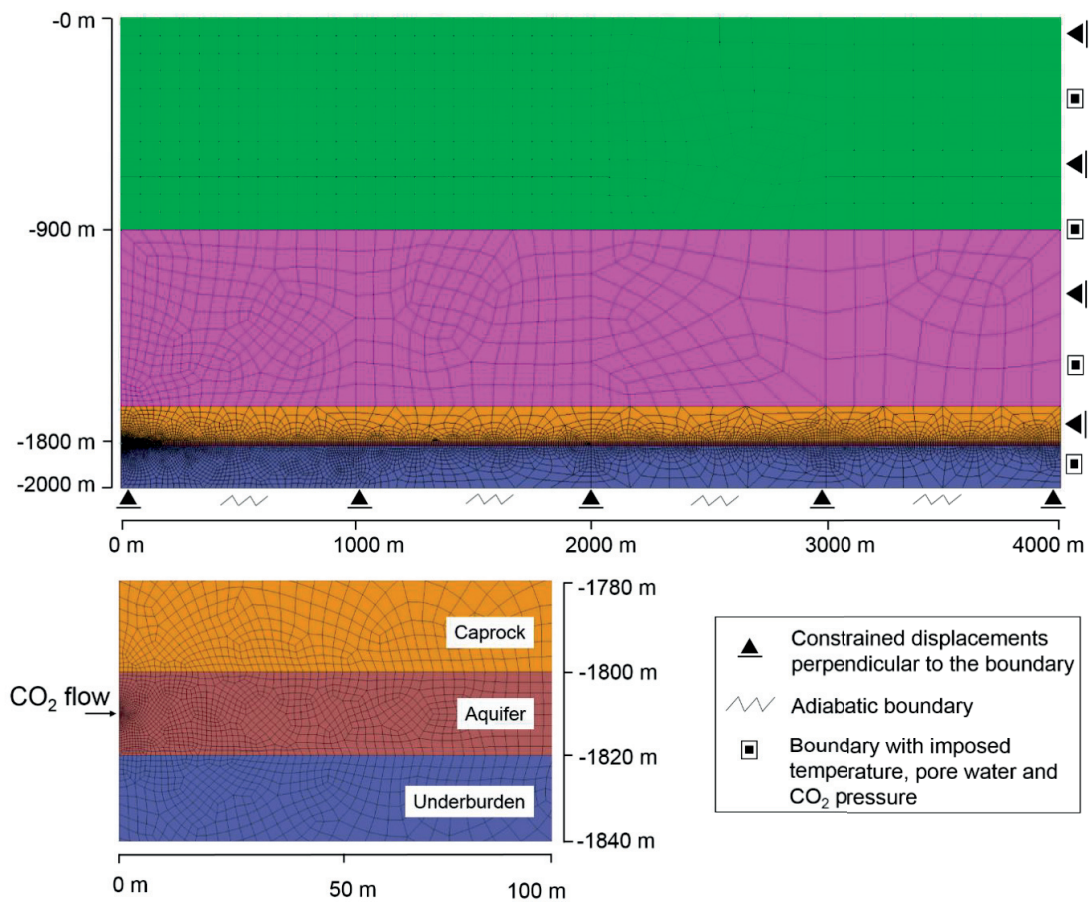 -0 m
-900 m
-1800 m
-2000 m
0 m
1000 m
2000 m
3000 m
4000 m
-1780 m
Caprock
-1800 m
CO₂ flow
Aquifer
-1820 m
Underburden
-1840 m
0 m
50 m
100 m
Constrained displacements
perpendicular to the boundary
Adiabatic boundary
Boundary with imposed
temperature, pore water and
CO₂ pressure